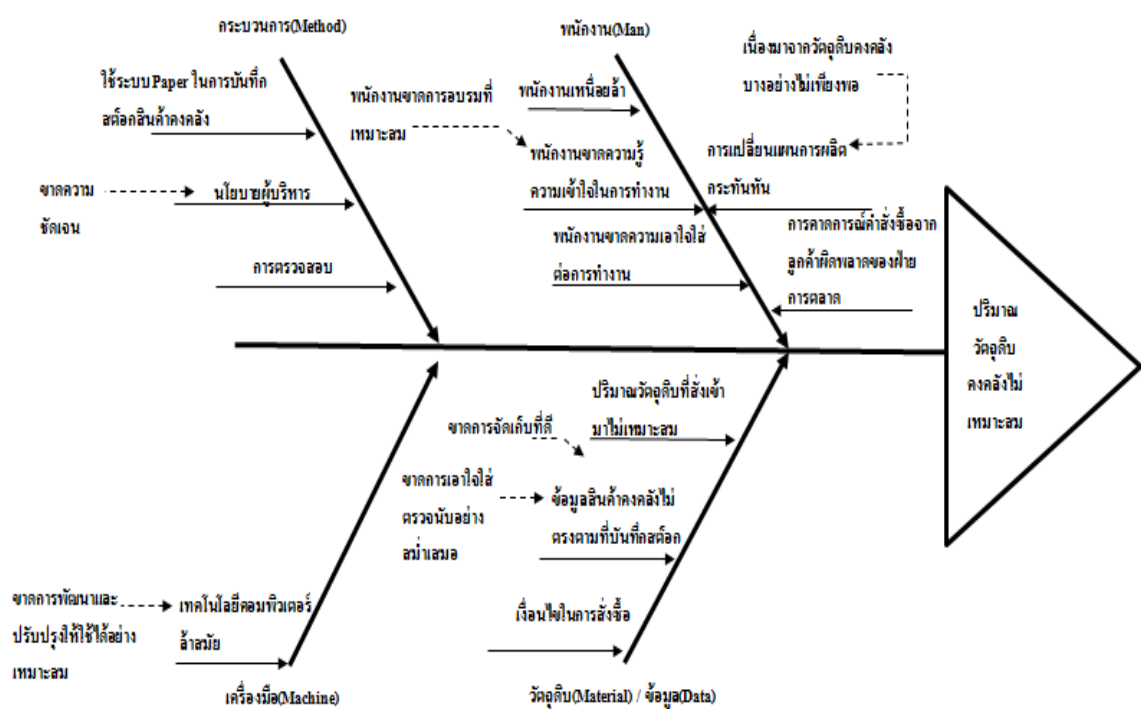 กระบวนการ(Method)
ใช้ระบบ Paper ในการบันทึก
สต๊อกสินค้าคงคลัง
ขาดความ
ชัดเจน
นโยบายผู้บริหาร
การตรวจสอบ
พนักงาน(Man)
พนักงานเหนื่อยล้า
พนักงานขาดการอบรมที่
เหมาะสม
พนักงานขาดความรู้
ความเข้าใจในการทำงาน
พนักงานขาดความเอาใจใส่
ต่อการทำงาน
เนื่องมาจากวัตถุดิบคงคลัง
บางอย่างไม่เพียงพอ
การเปลี่ยนแผนการผลิต
กระทันทัน
การคาดการณ์คำสั่งซื้อจาก
ลูกค้าผิดพลาดของฝ่าย
การตลาด
ปริมาณ
วัตถุดิบ
คงคลังไม่
เหมาะสม
ปริมาณวัตถุดิบที่สั่งเข้า
มาไม่เหมาะสม
ขาดการจัดเก็บที่ดี
ขาดการเอาใจใส่
ตรวจนับอย่าง
สม่ำเสมอ
ข้อมูลสินค้าคงคลังไม่
ตรงตามที่บันทึกสต๊อก
เงื่อนไขในการสั่งซื้อ
วัตถุดิบ(Material) / ข้อมูล(Data)
ขาดการพัฒนาและ
ปรับปรุงให้ใช้ได้อย่าง
เหมาะสม
เทคโนโลยีคอมพิวเตอร์
ล้ำสมัย
เครื่องมือ(Machine)